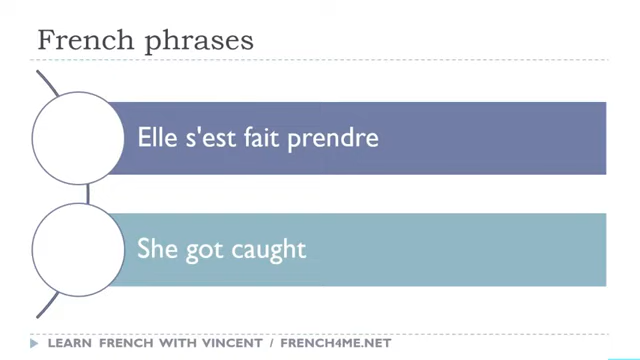 French phrases
Elle s'est fait prendre
She got caught
LEARN FRENCH WITH VINCENT / FRENCH4ME.NET